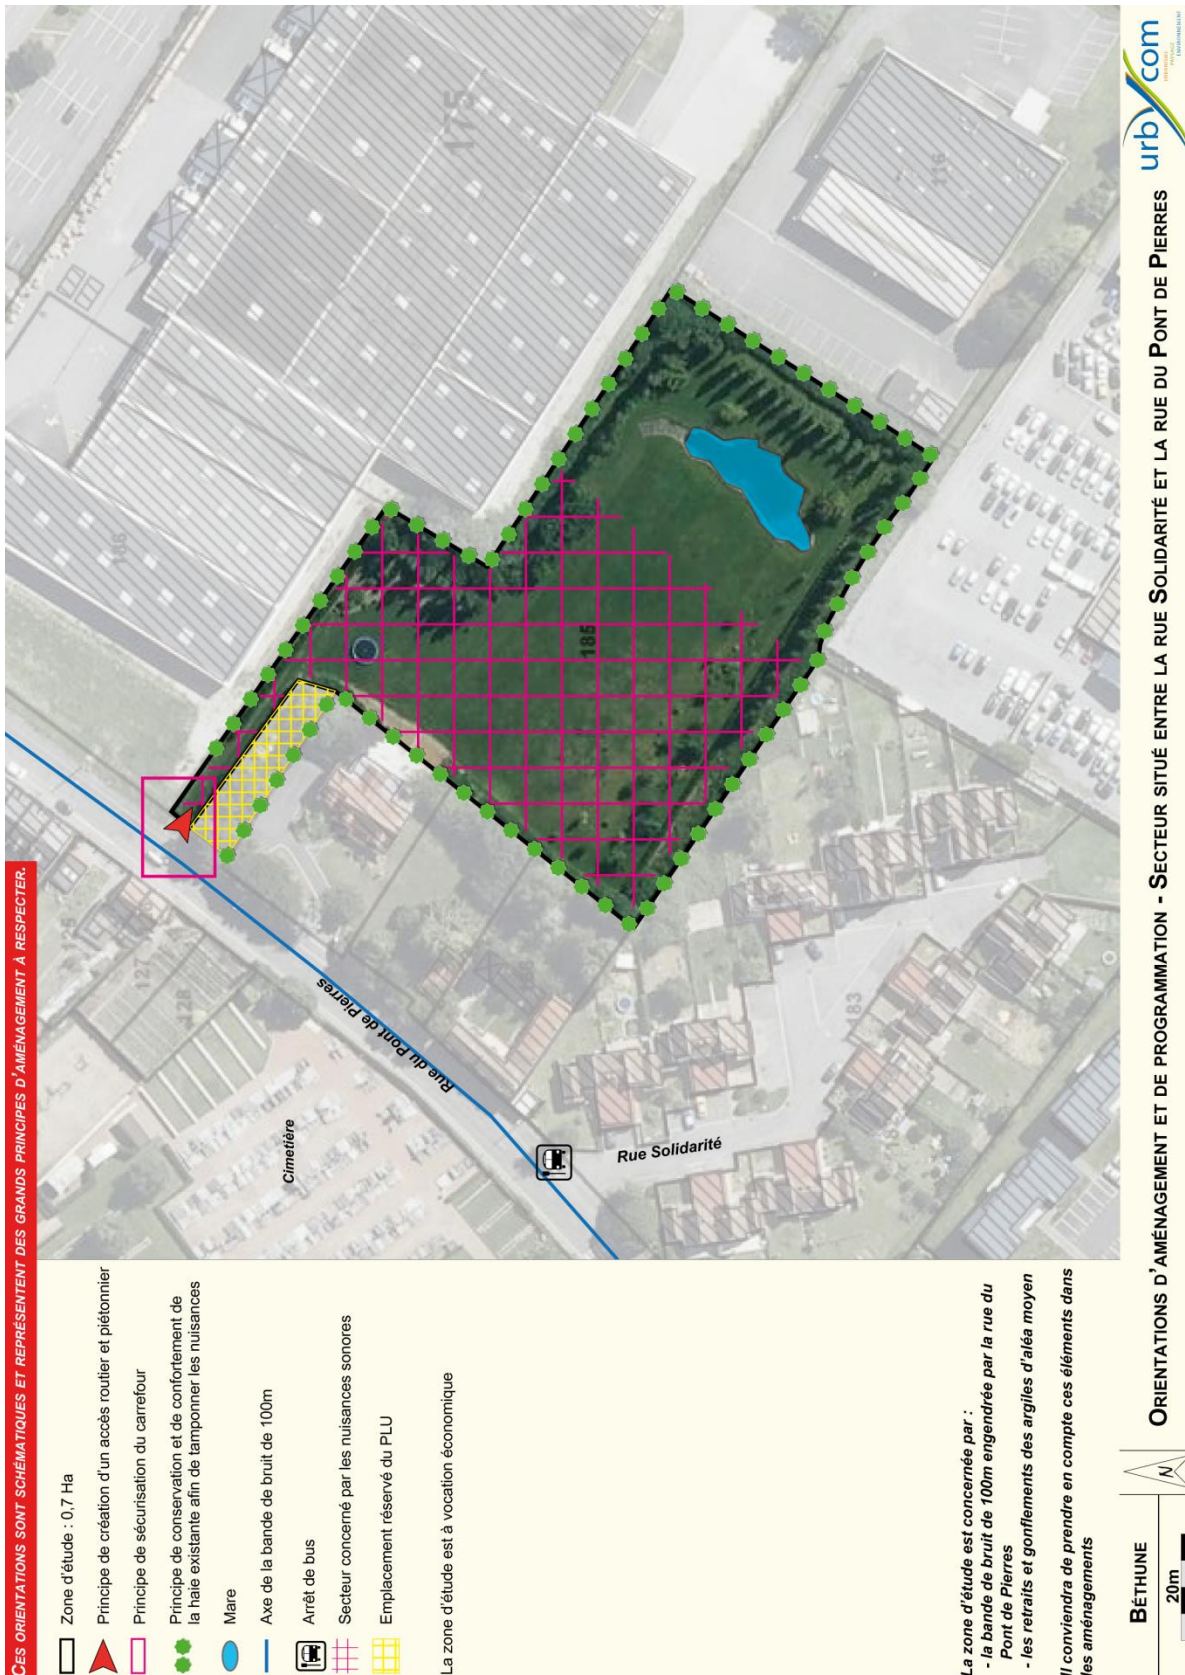 CES ORIENTATIONS SONT SCHÉMATIQUES ET REPRÉSENTENT DES GRANDS PRINCIPES D'AMÉNAGEMENT À RESPECTER.
Zone d'étude : 0,7 Ha
Principe de création d'un accès routier et piétonnier
Principe de sécurisation du carrefour
Principe de conservation et de confortement de
la haie existante afin de tamponner les nuisances
Mare
Axe de la bande de bruit de 100m
Arrêt de bus
Secteur concerné par les nuisances sonores
Emplacement réservé du PLU
La zone d'étude est à vocation économique
La zone d'étude est concernée par :
- la bande de bruit de 100m engendrée par la rue du
Pont de Pierres
- les retraits et gonflements des argiles d'aléa moyen
Il conviendra de prendre en compte ces éléments dans
les aménagements
Cimetière
Rue du Pont de Pierres
Rue Solidarité
127
186
185
183
116
BÉTHUNE
20m
N
ORIENTATIONS D'AMÉNAGEMENT ET DE PROGRAMMATION - SECTEUR SITUÉ ENTRE LA RUE SOLIDARITÉ ET LA RUE DU PONT DE PIERRES
urbycom
URBANISME
PAYSAGE
ENVIRONNEMENT